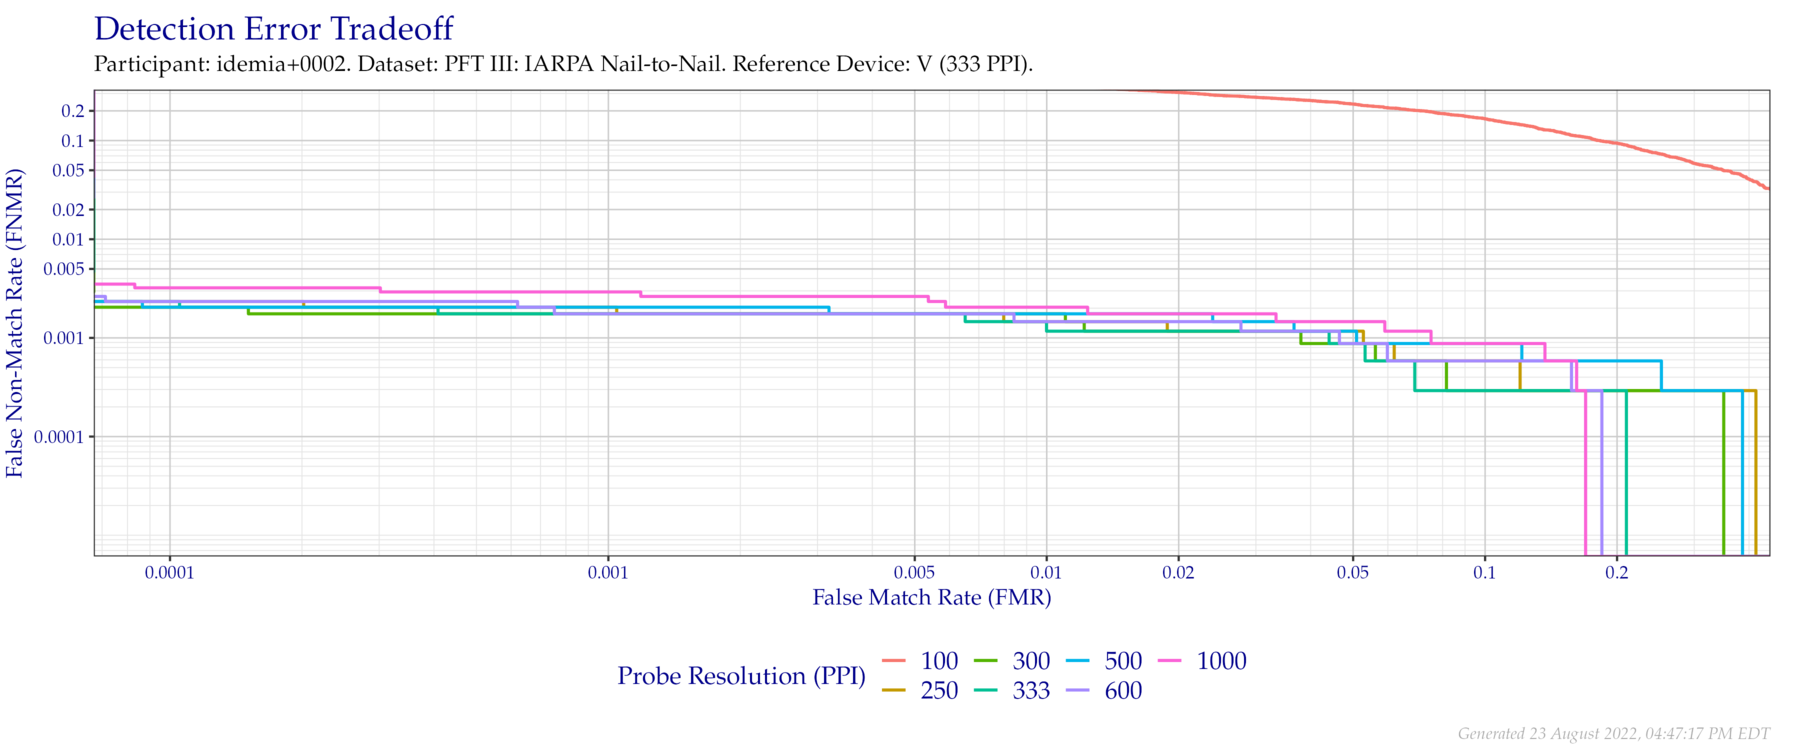 Detection Error Tradeoff
Participant: idemia+0002. Dataset: PFT III: IARPA Nail-to-Nail. Reference Device: V (333 PPI).
False Non-Match Rate (FNMR)
0.2
0.1
0.05
0.02
0.01
0.005
0.001
0.0001
0.0001 0.001 0.005 0.01 0.02 0.05 0.1 0.2
False Match Rate (FMR)
Probe Resolution (PPI)
100 300 500 1000
250 333 600
Generated 23 August 2022, 04:47:17 PM EDT